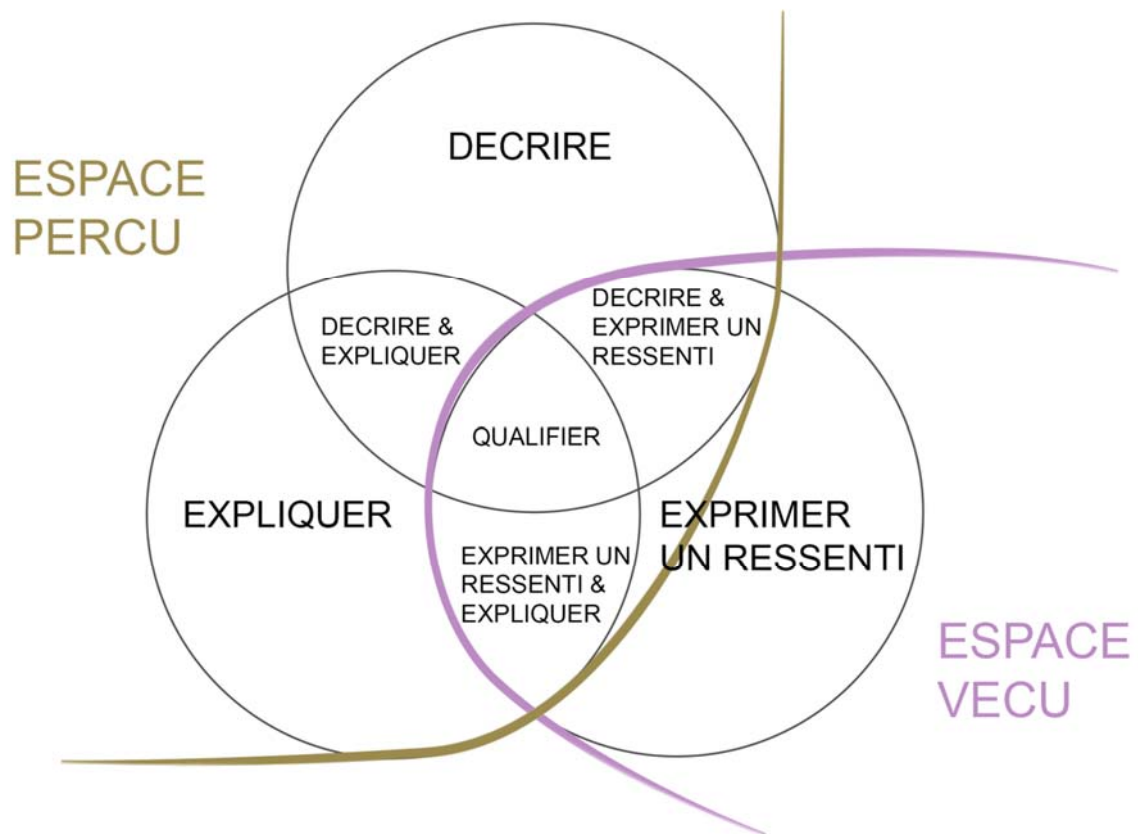 DECRIRE
ESPACE
PERCU
DECRIRE &
EXPLIQUER
DECRIRE &
EXPRIMER UN
RESSENTI
QUALIFIER
EXPLIQUER
EXPRIMER
UN RESSENTI
EXPRIMER UN
RESSENTI &
EXPLIQUER
ESPACE
VECU